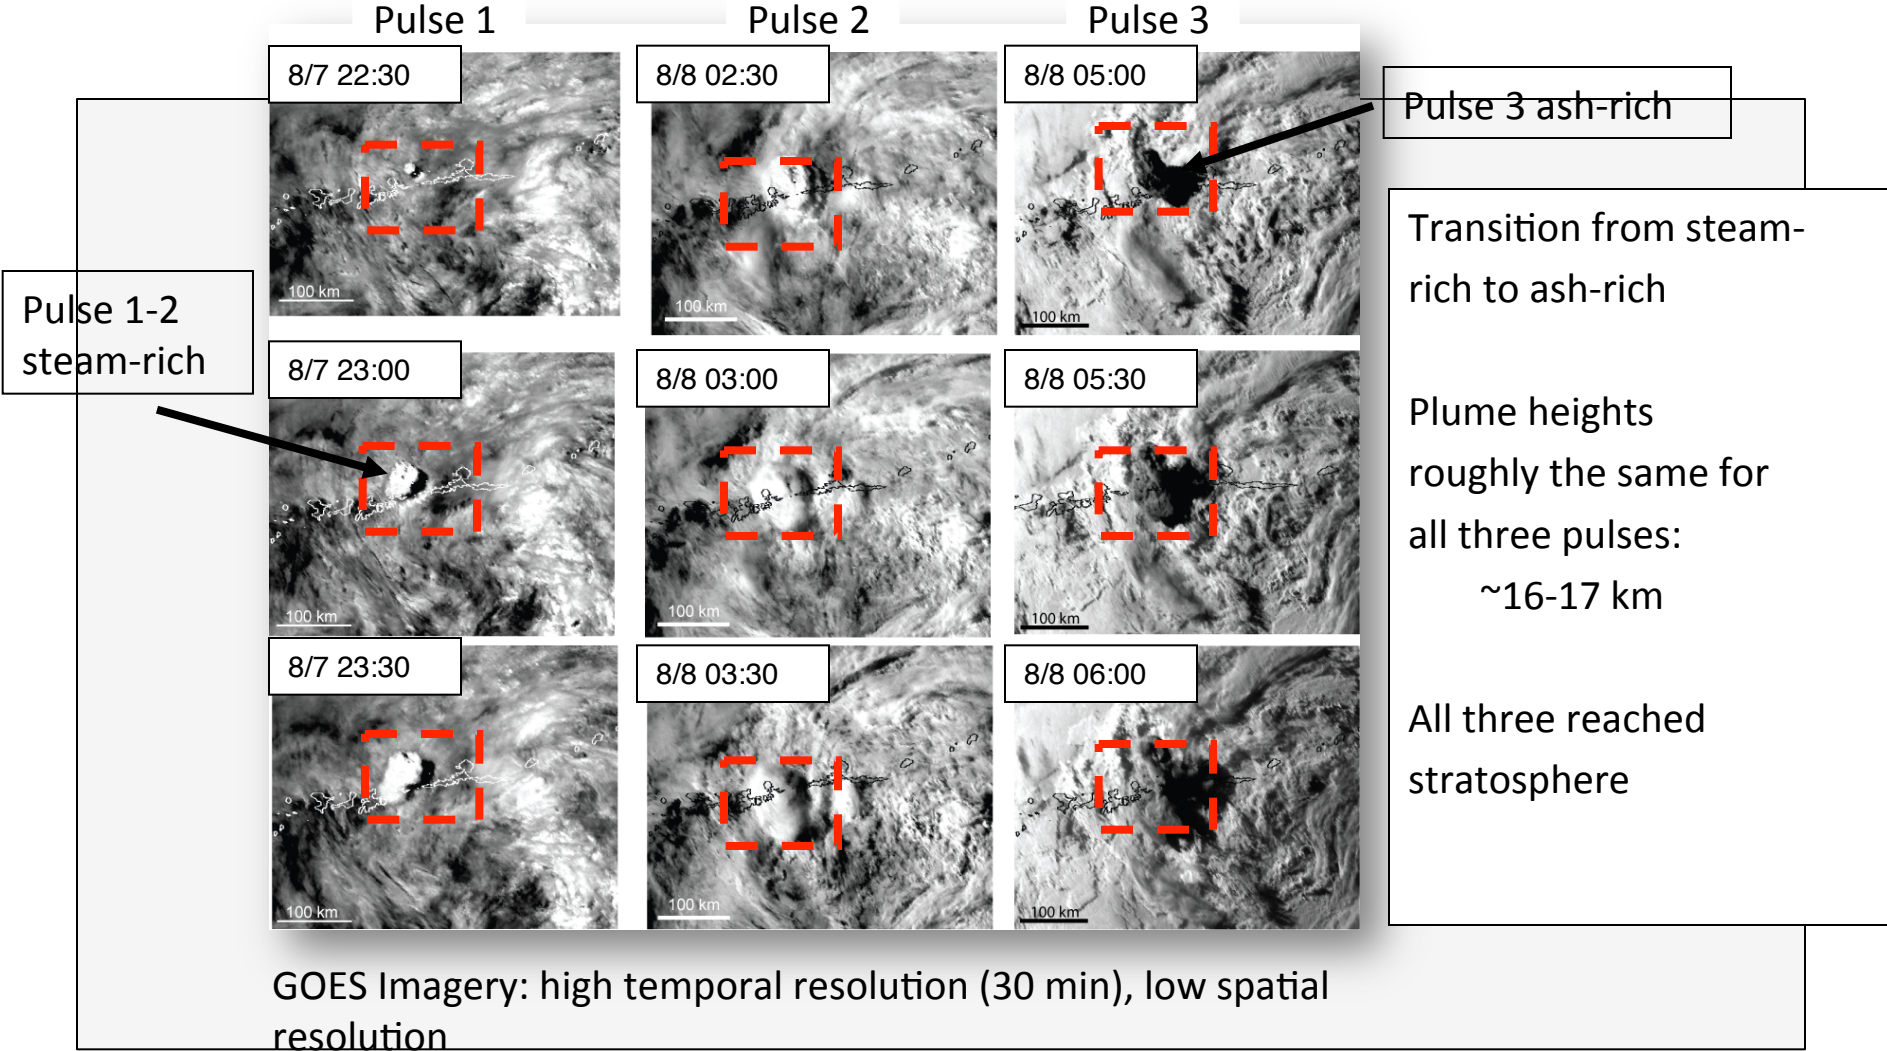 Pulse 1
Pulse 2
Pulse 3
8/7 22:30
8/8 02:30
8/8 05:00
100 km
100 km
100 km
8/7 23:00
8/8 03:00
8/8 05:30
100 km
100 km
100 km
8/7 23:30
8/8 03:30
8/8 06:00
100 km
100 km
100 km
Pulse 1-2
steam-rich
Pulse 3 ash-rich
Transition from steam-
rich to ash-rich
Plume heights
roughly the same for
all three pulses:
~16-17 km
All three reached
stratosphere
GOES Imagery: high temporal resolution (30 min), low spatial
resolution